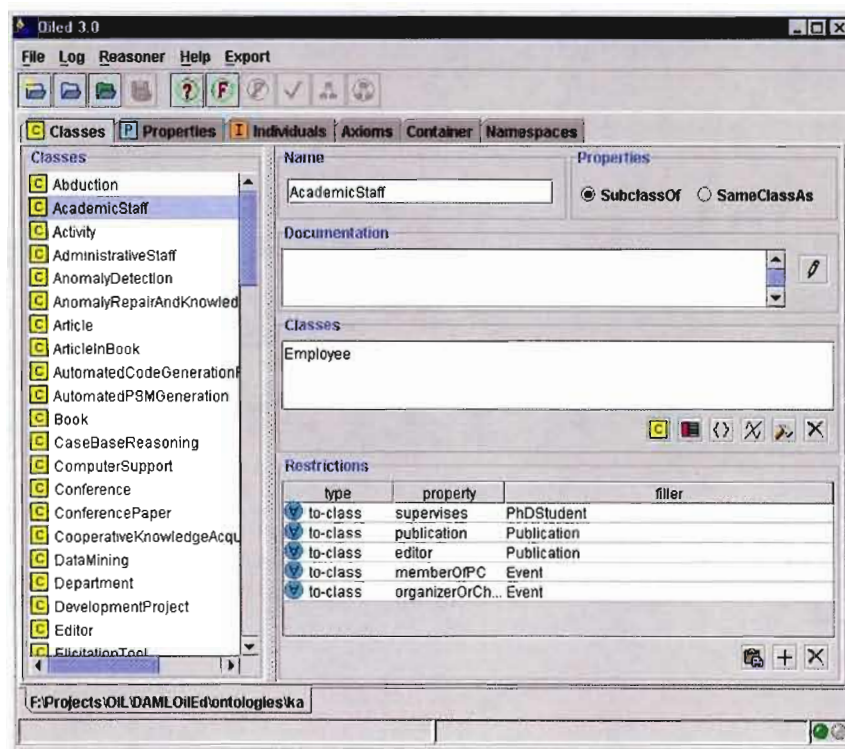 Oiled 3.0
File Log Reasoner Help Export
C Classes P Properties I Individuals Axioms Container Namespaces
Classes
C Abduction
C AcademicStaff
C Activity
C AdministrativeStaff
C AnomalyDetection
C AnomalyRepairAndKnowled
C Article
C ArticleInBook
C AutomatedCodeGenerationF
C AutomatedPSMGeneration
C Book
C CaseBaseReasoning
C ComputerSupport
C Conference
C ConferencePaper
C CooperativeKnowledgeAcqu
C DataMining
C Department
C DevelopmentProject
C Editor
C ElicitationTool
Name
AcademicStaff
Properties
SubclassOf SameClassAs
Documentation
Classes
Employee
Restrictions
type property filler
to-class supervises PhDStudent
to-class publication Publication
to-class editor Publication
to-class memberOfPC Event
to-class organizerOrCh... Event
F:\Projects\OIL\DAMLOilEd\ontologies\ka